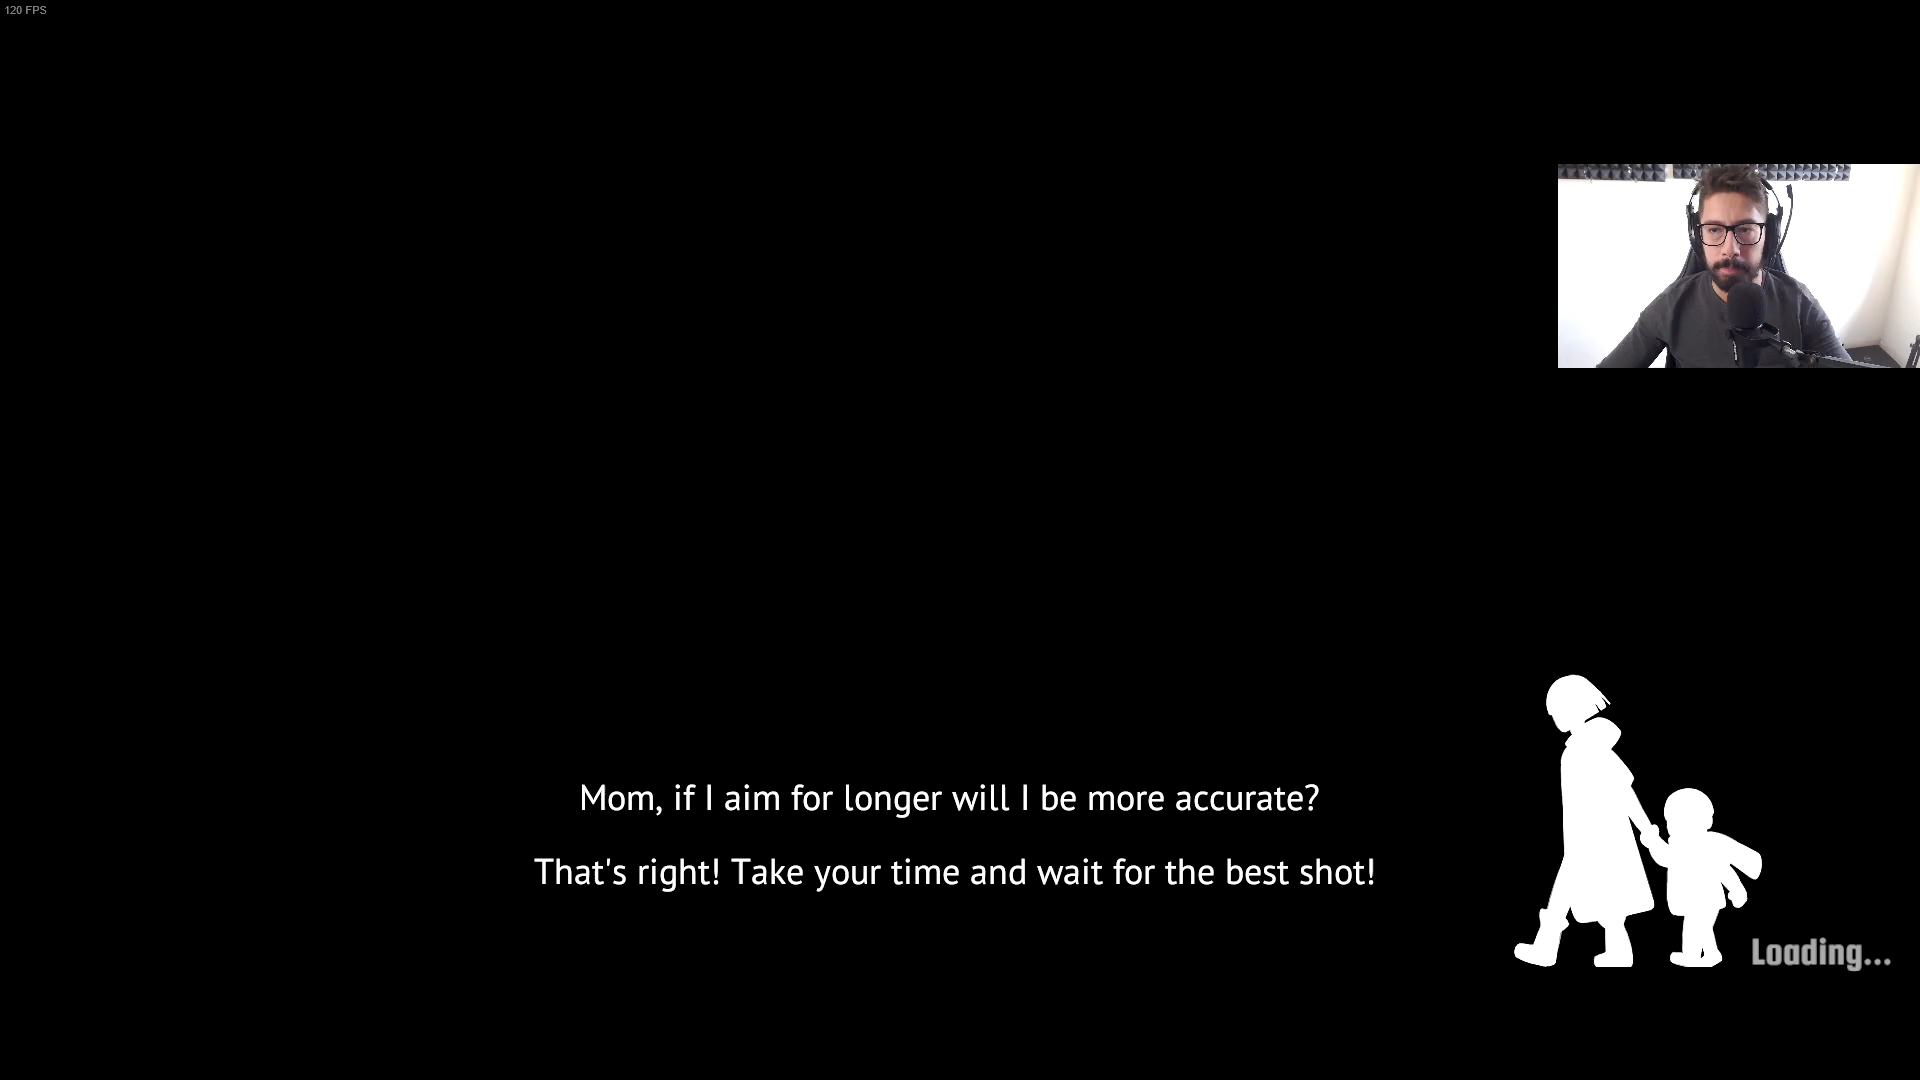 120 FPS
Mom, if I aim for longer will I be more accurate?
That's right! Take your time and wait for the best shot!
Loading...